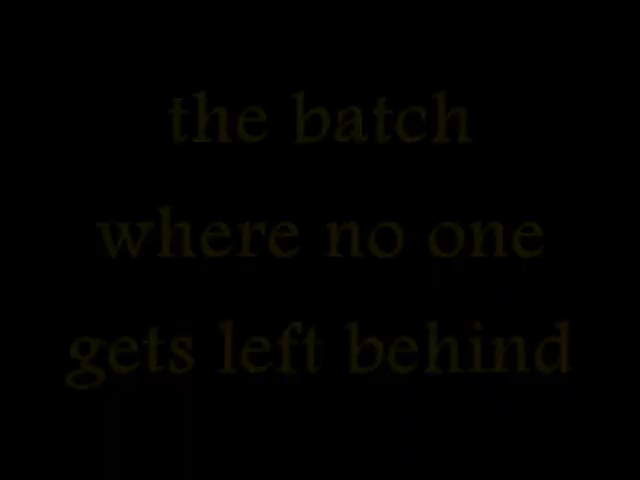 the batch
where no one
gets left behind